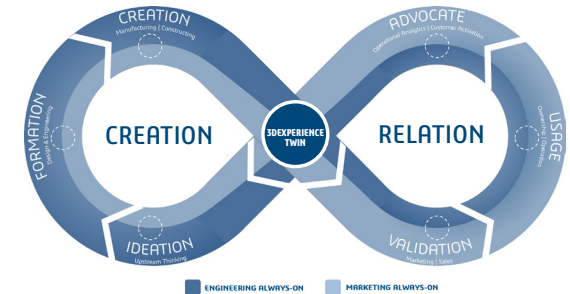 CREATION
Manufacturing | Constructing
FORMATION
Design & Engineering
CREATION
IDEATION
Upstream Thinking
3DEXPERIENCE
TWIN
ADVOCATE
Operational Analytics | Customer Activation
RELATION
USAGE
Ownership | Operation
VALIDATION
Marketing | Sales
ENGINEERING ALWAYS-ON
MARKETING ALWAYS-ON